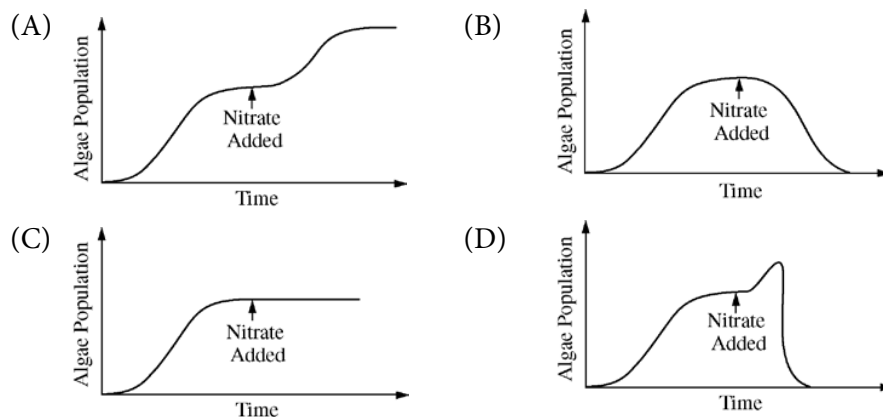 (A)
Algae Population
Nitrate
Added
Time
(B)
Algae Population
Nitrate
Added
Time
(C)
Algae Population
Nitrate
Added
Time
(D)
Algae Population
Nitrate
Added
Time